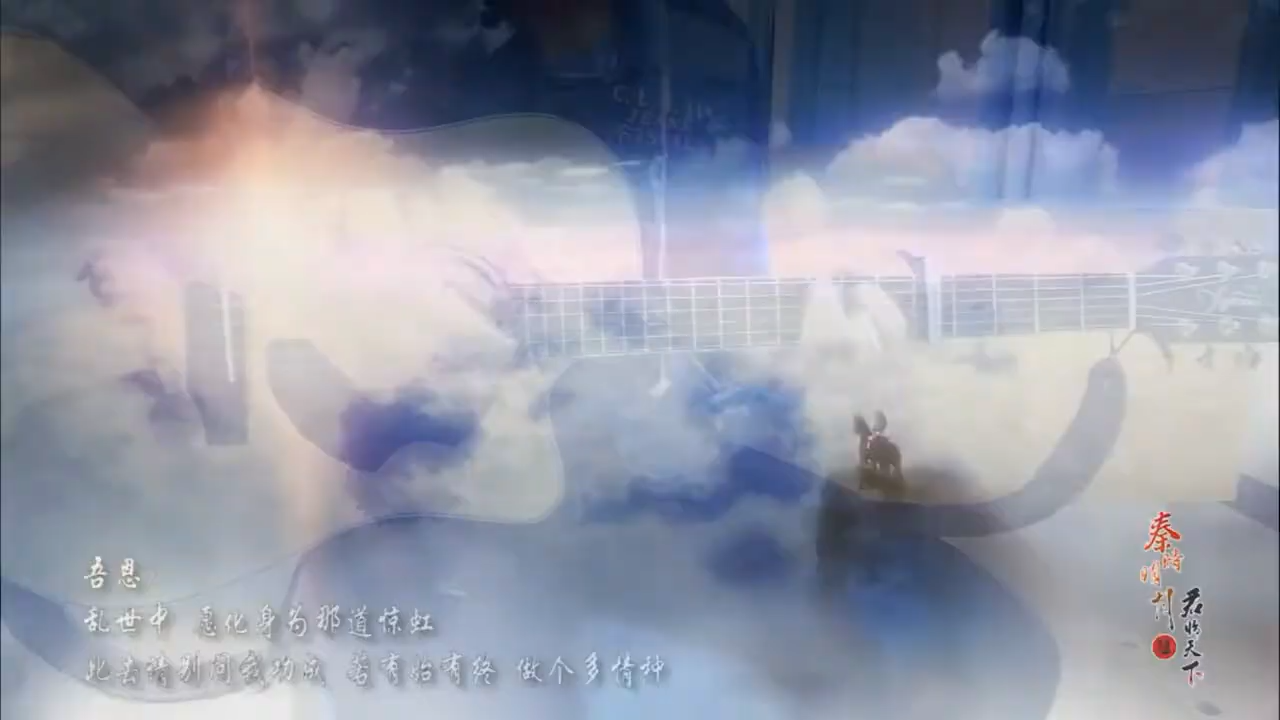 吾恩
乱世中 愿化身为那道惊虹
此去请别问我功成 若有始有终 做个多情种
秦时明月
君临天下